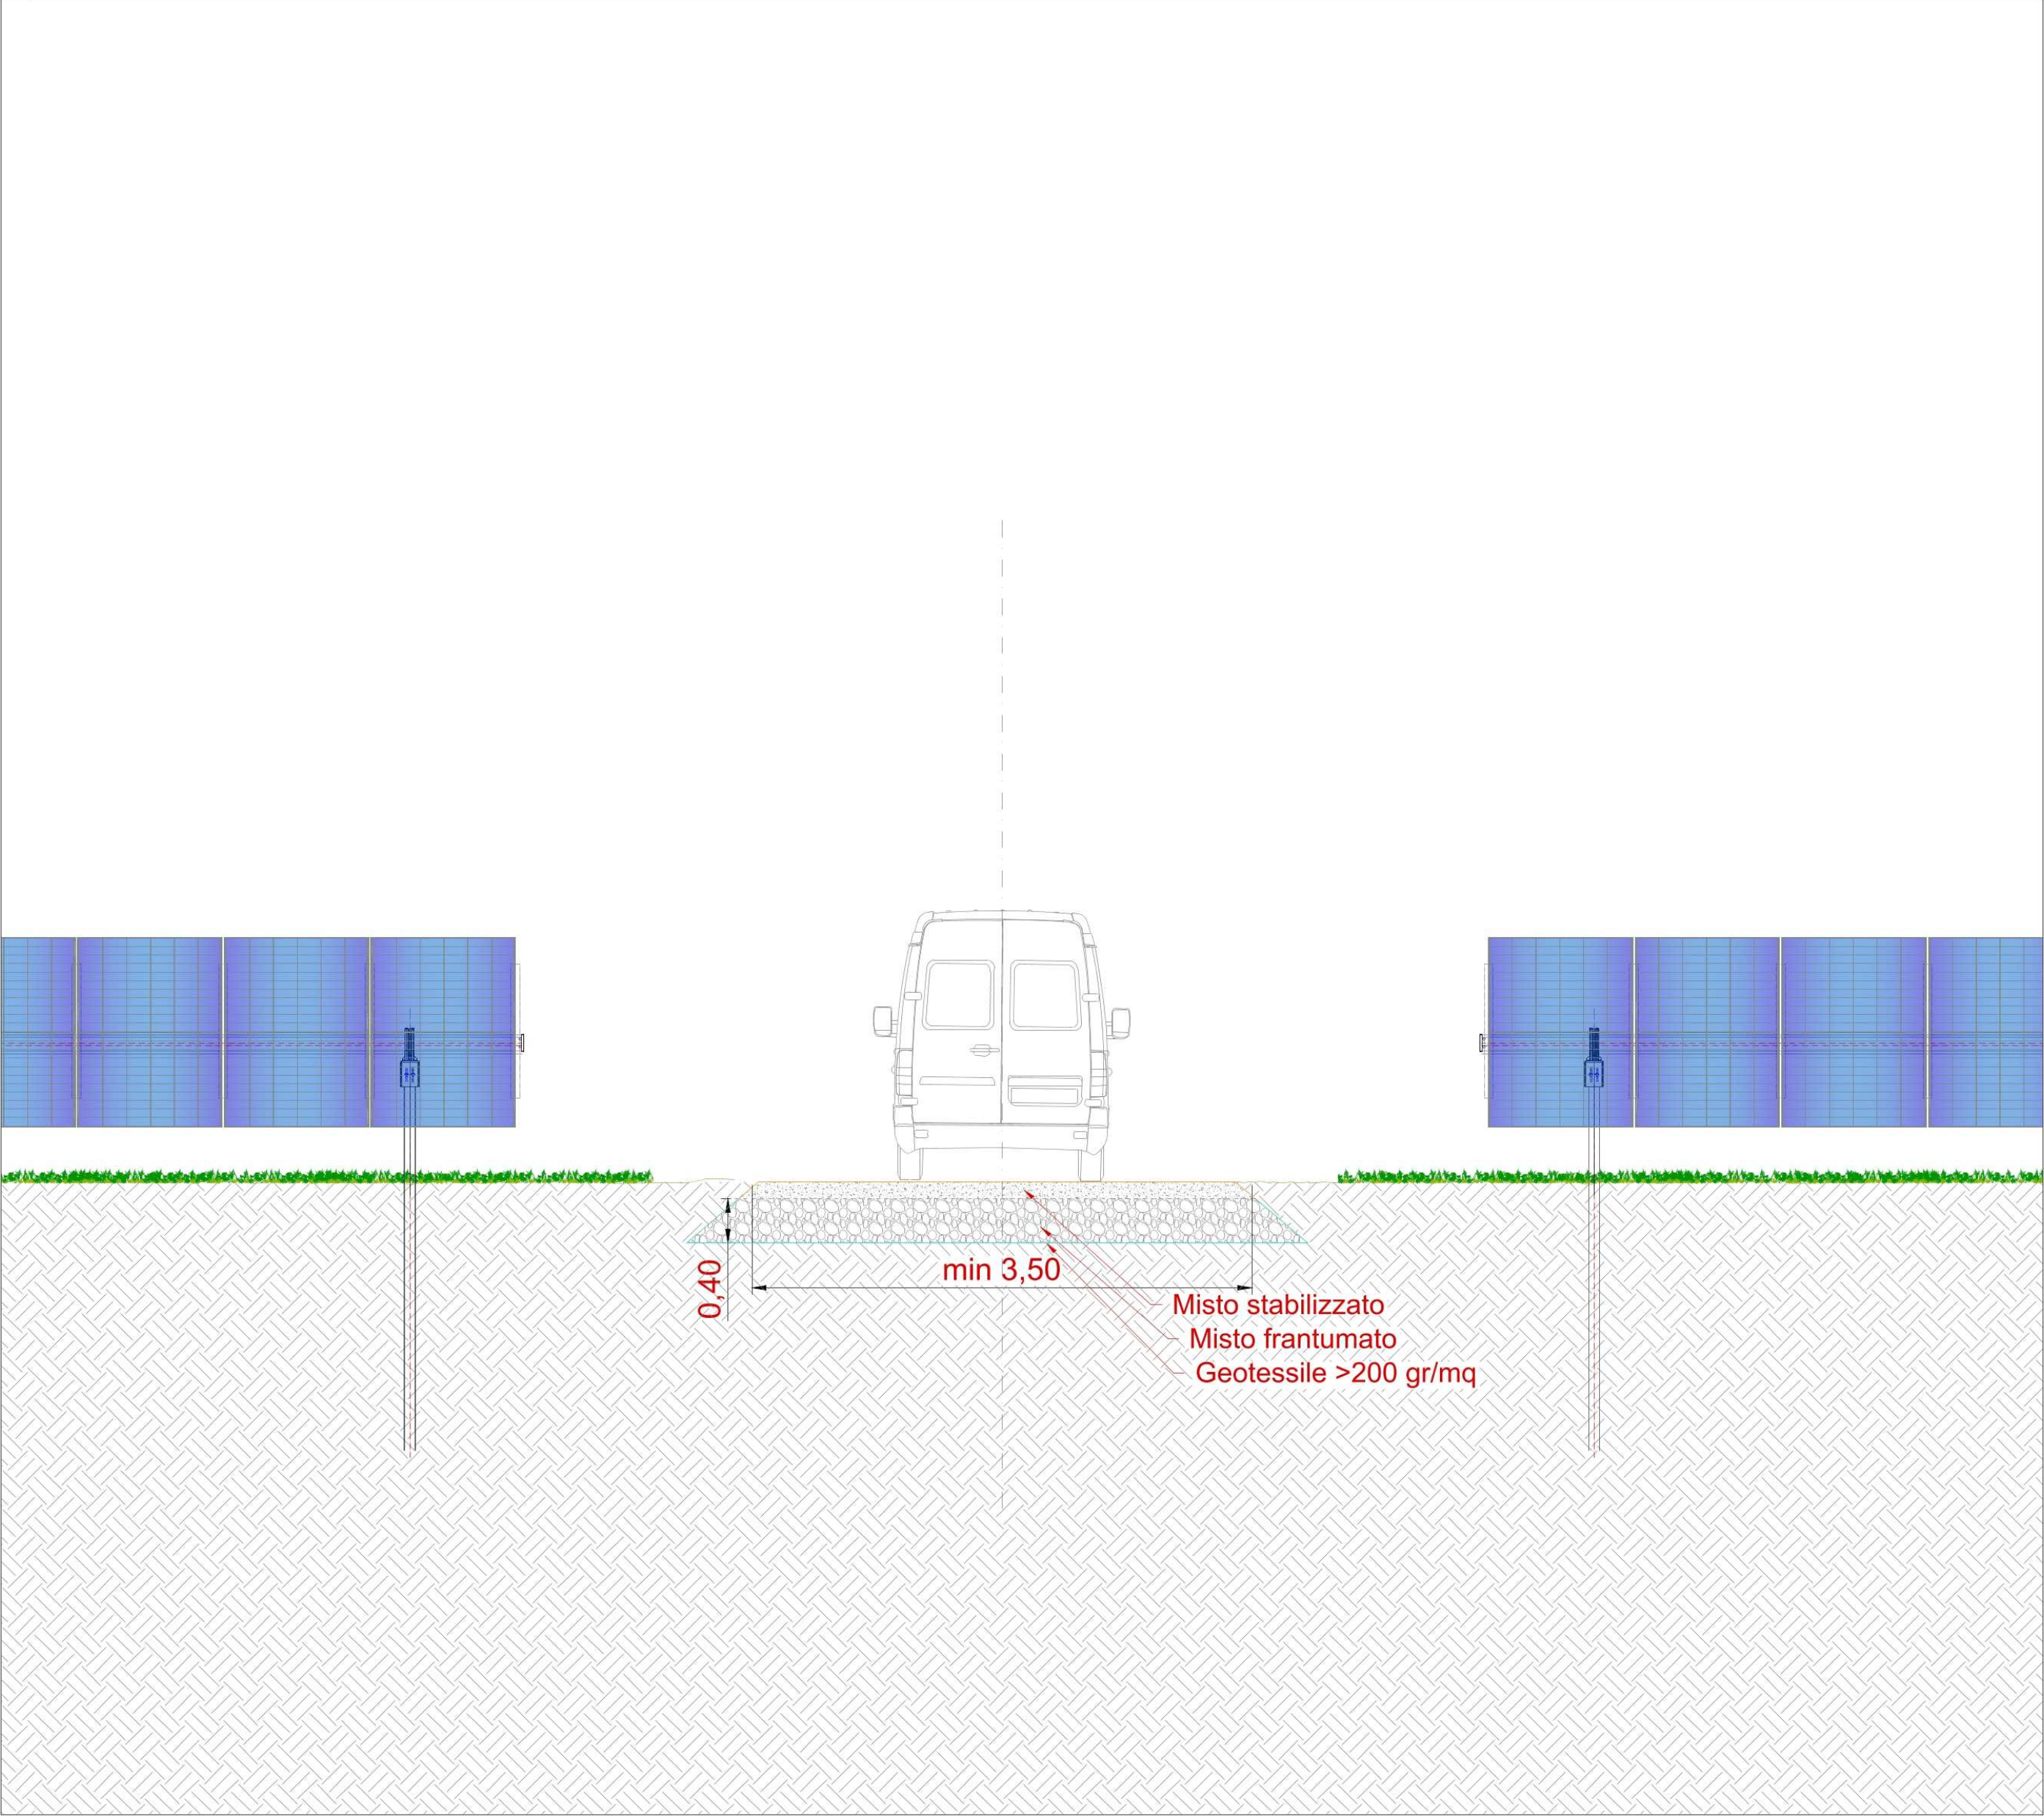 min 3,50
0,40
Misto stabilizzato
Misto frantumato
Geotessile >200 gr/mq